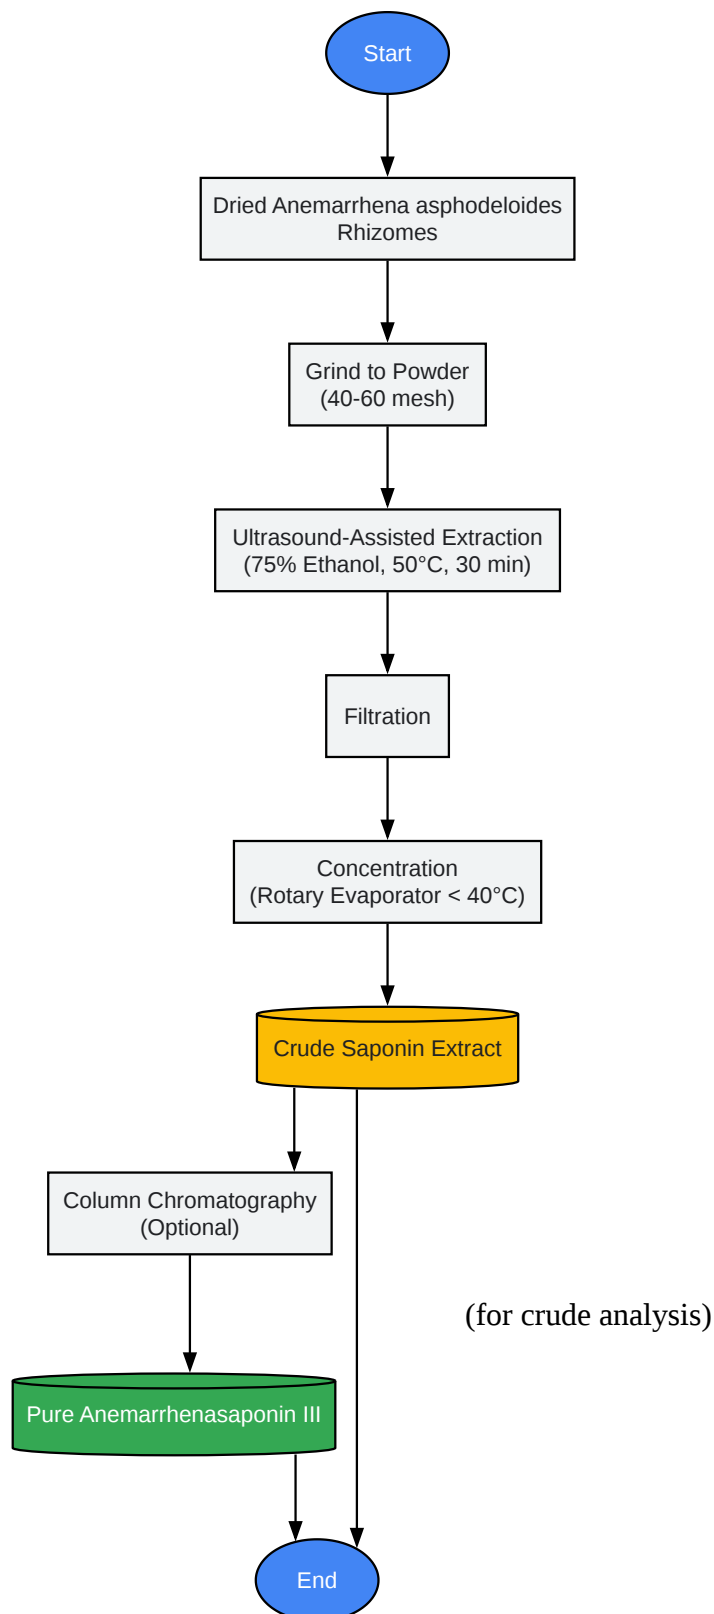 Start
Dried Anemarrhena asphodeloides
Rhizomes
Grind to Powder
(40-60 mesh)
Ultrasound-Assisted Extraction
(75% Ethanol, 50°C, 30 min)
Filtration
Concentration
(Rotary Evaporator < 40°C)
Crude Saponin Extract
Column Chromatography
(Optional)
(for crude analysis)
Pure Anemarrhenasaponin III
End